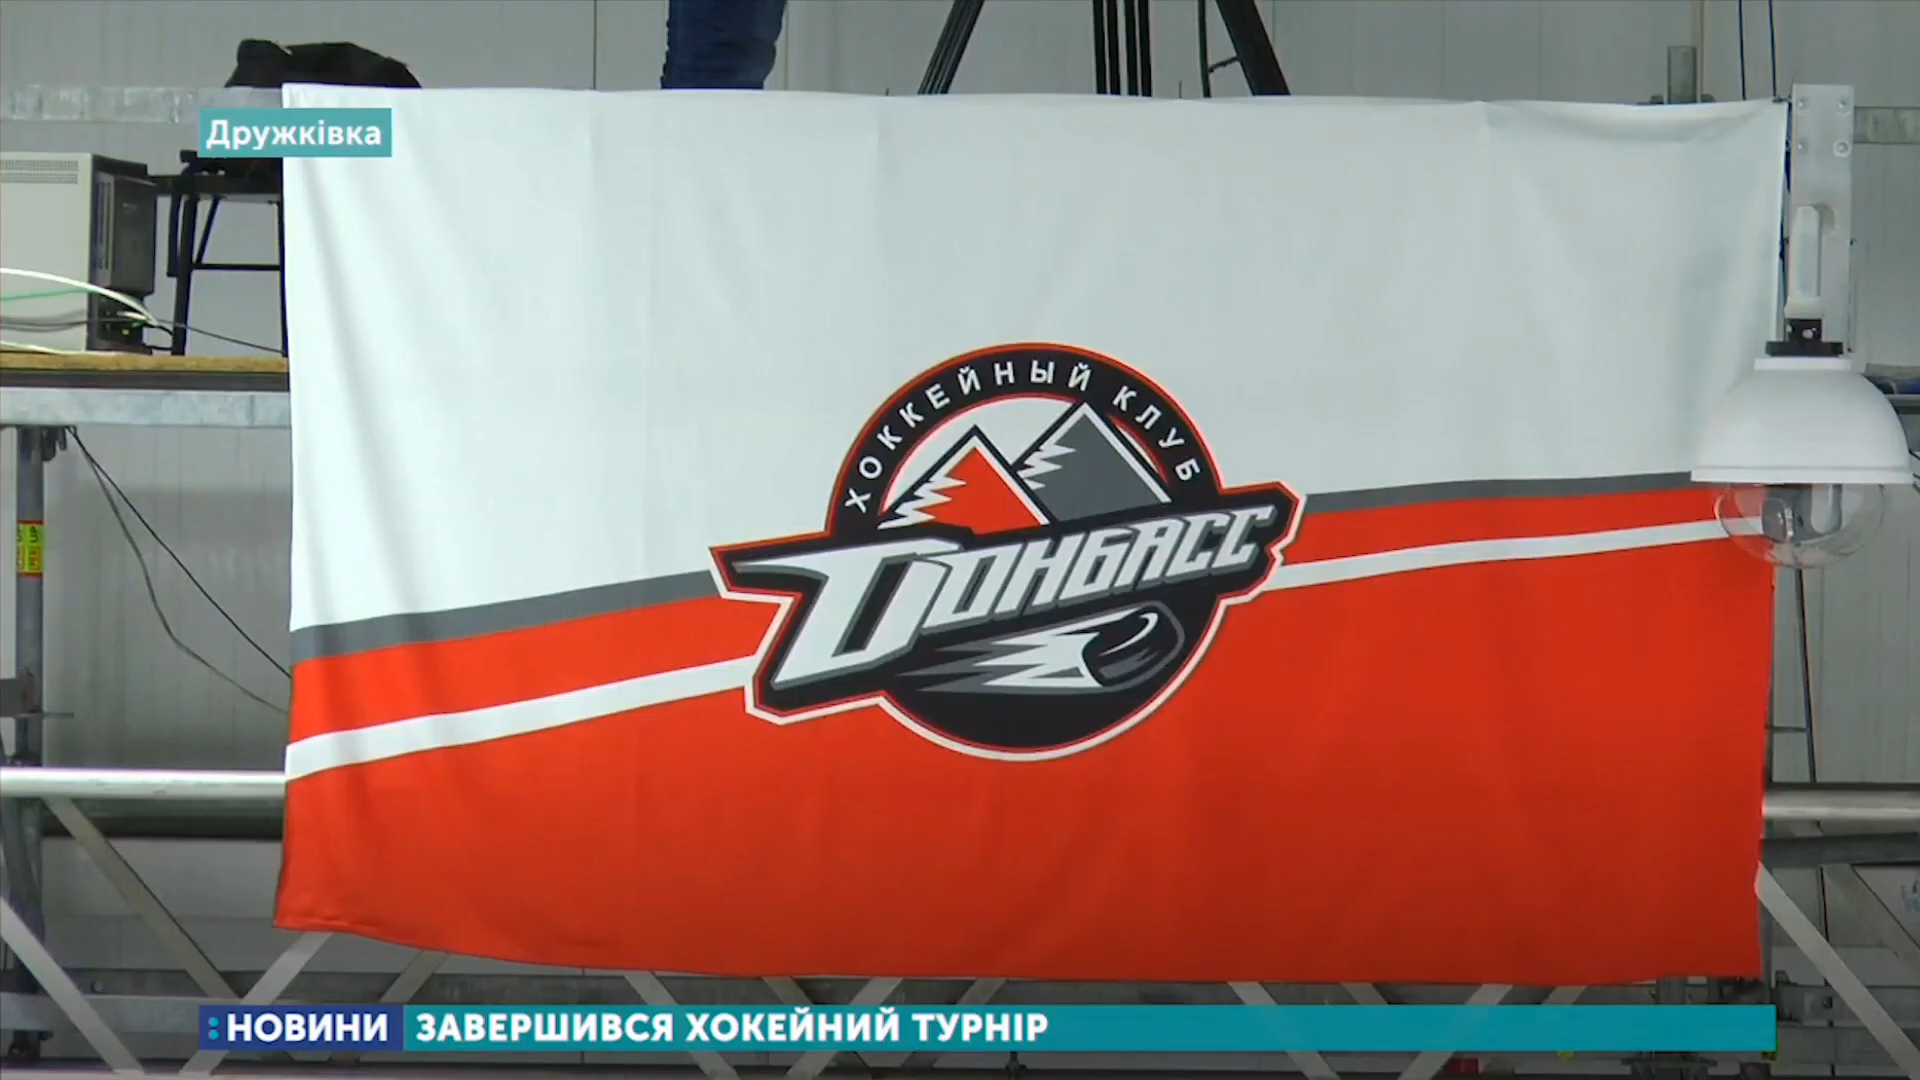 Дружківка
ХОККЕЙНЫЙ КЛУБ
ДОНБАСС
НОВИНИ ЗАВЕРШИВСЯ ХОКЕЙНИЙ ТУРНІР